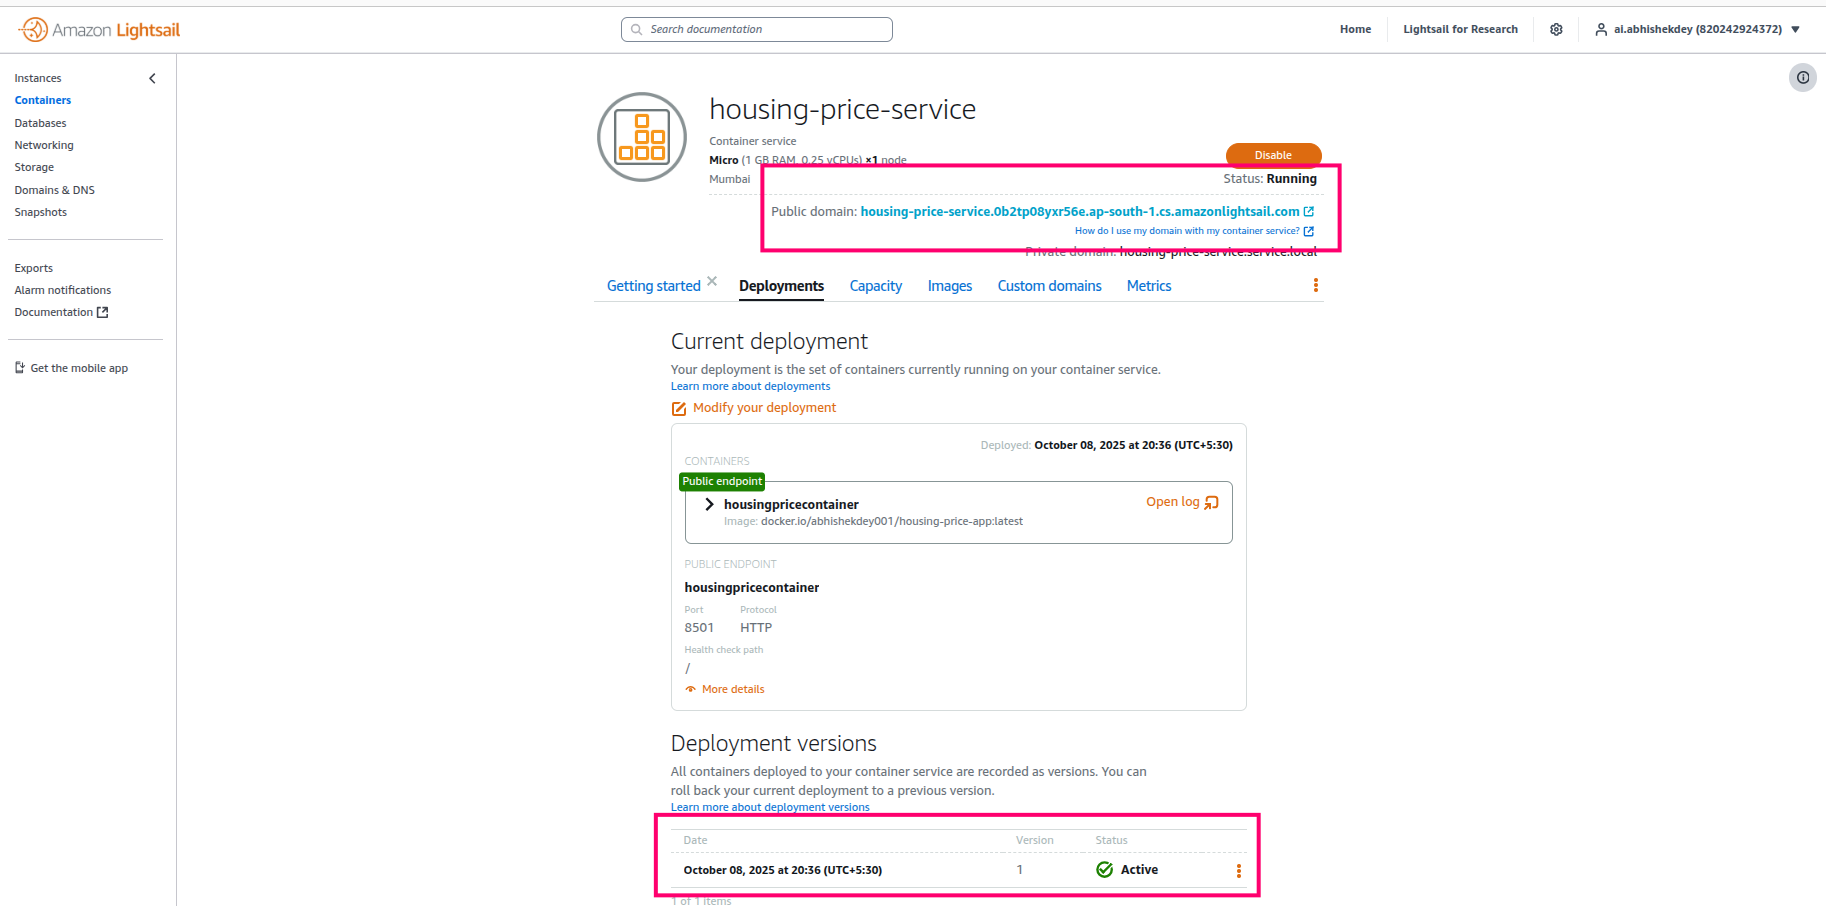 Amazon Lightsail
Search documentation
Home
Lightsail for Research
ai.abhishekdey (820242924372)
Instances
Containers
Databases
Networking
Storage
Domains & DNS
Snapshots
Exports
Alarm notifications
Documentation
Get the mobile app
housing-price-service
Container service
Micro (1 GB RAM, 0.25 vCPUs) ×1 node
Mumbai
Disable
Status: Running
Public domain: housing-price-service.0b2tp08yxr56e.ap-south-1.cs.amazonlightsail.com
How do I use my domain with my container service?
Private domain: housing-price-service.service.local
Getting started
Deployments
Capacity
Images
Custom domains
Metrics
Current deployment
Your deployment is the set of containers currently running on your container service.
Learn more about deployments
Modify your deployment
Deployed: October 08, 2025 at 20:36 (UTC+5:30)
CONTAINERS
Public endpoint
housingpricecontainer
Open log
Image: docker.io/abhishekdey001/housing-price-app:latest
PUBLIC ENDPOINT
housingpricecontainer
Port Protocol
8501 HTTP
Health check path
/
More details
Deployment versions
All containers deployed to your container service are recorded as versions. You can
roll back your current deployment to a previous version.
Learn more about deployment versions
Date Version Status
October 08, 2025 at 20:36 (UTC+5:30) 1 Active
1 of 1 items